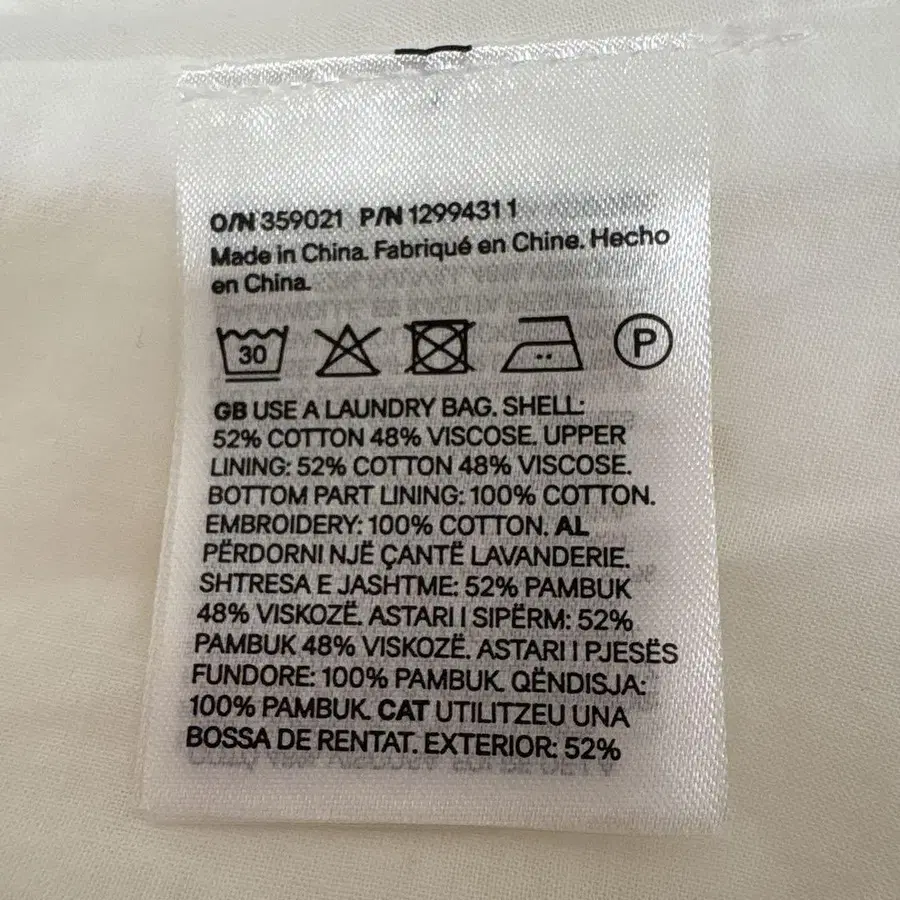 O/N 359021 P/N 12994311
Made in China. Fabriqué en Chine. Hecho
en China.
30
P
GB USE A LAUNDRY BAG. SHELL:
52% COTTON 48% VISCOSE. UPPER
LINING: 52% COTTON 48% VISCOSE.
BOTTOM PART LINING: 100% COTTON.
EMBROIDERY: 100% COTTON. AL
PËRDORNI NJË ÇANTË LAVANDERIE.
SHTRESA E JASHTME: 52% PAMBUK
48% VISKOZË. ASTARI I SIPËRM: 52%
PAMBUK 48% VISKOZË. ASTARI I PJESËS
FUNDORE: 100% PAMBUK. QËNDISJA:
100% PAMBUK. CAT UTILITZEU UNA
BOSSA DE RENTAT. EXTERIOR: 52%